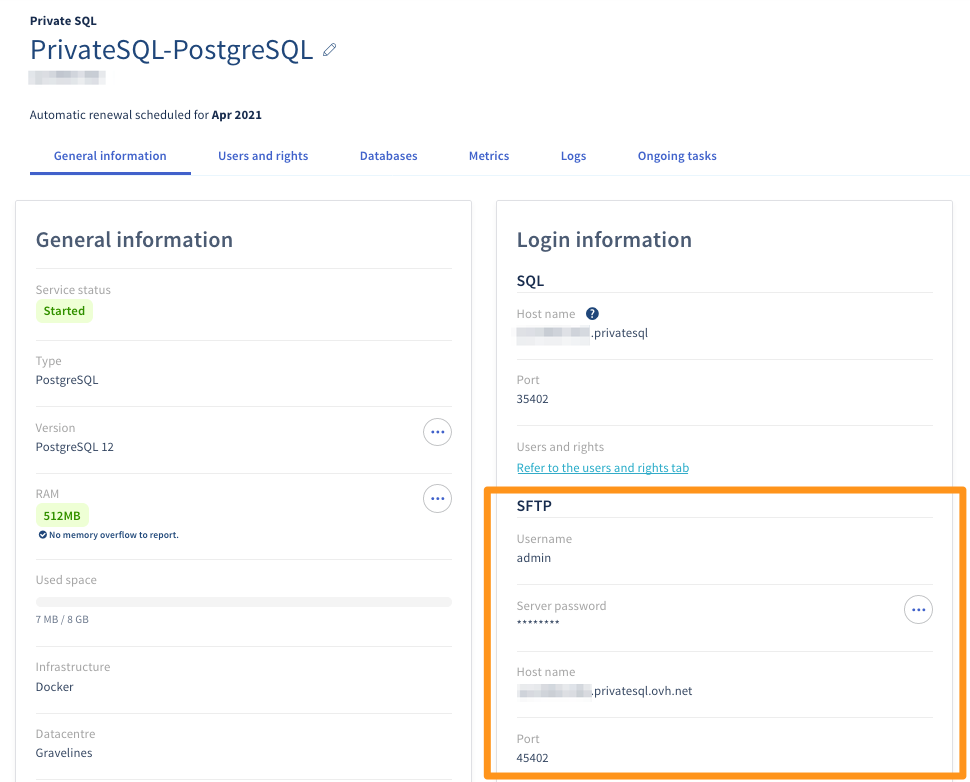 Private SQL
PrivateSQL-PostgreSQL
Automatic renewal scheduled for Apr 2021
General information Users and rights Databases Metrics Logs Ongoing tasks
General information
Service status
Started
Type
PostgreSQL
Version
PostgreSQL 12
RAM
512MB
No memory overflow to report.
Used space
7 MB / 8 GB
Infrastructure
Docker
Datacentre
Gravelines
Login information
SQL
Host name ?
.privatesql
Port
35402
Users and rights
Refer to the users and rights tab
SFTP
Username
admin
Server password
********
Host name
.privatesql.ovh.net
Port
45402